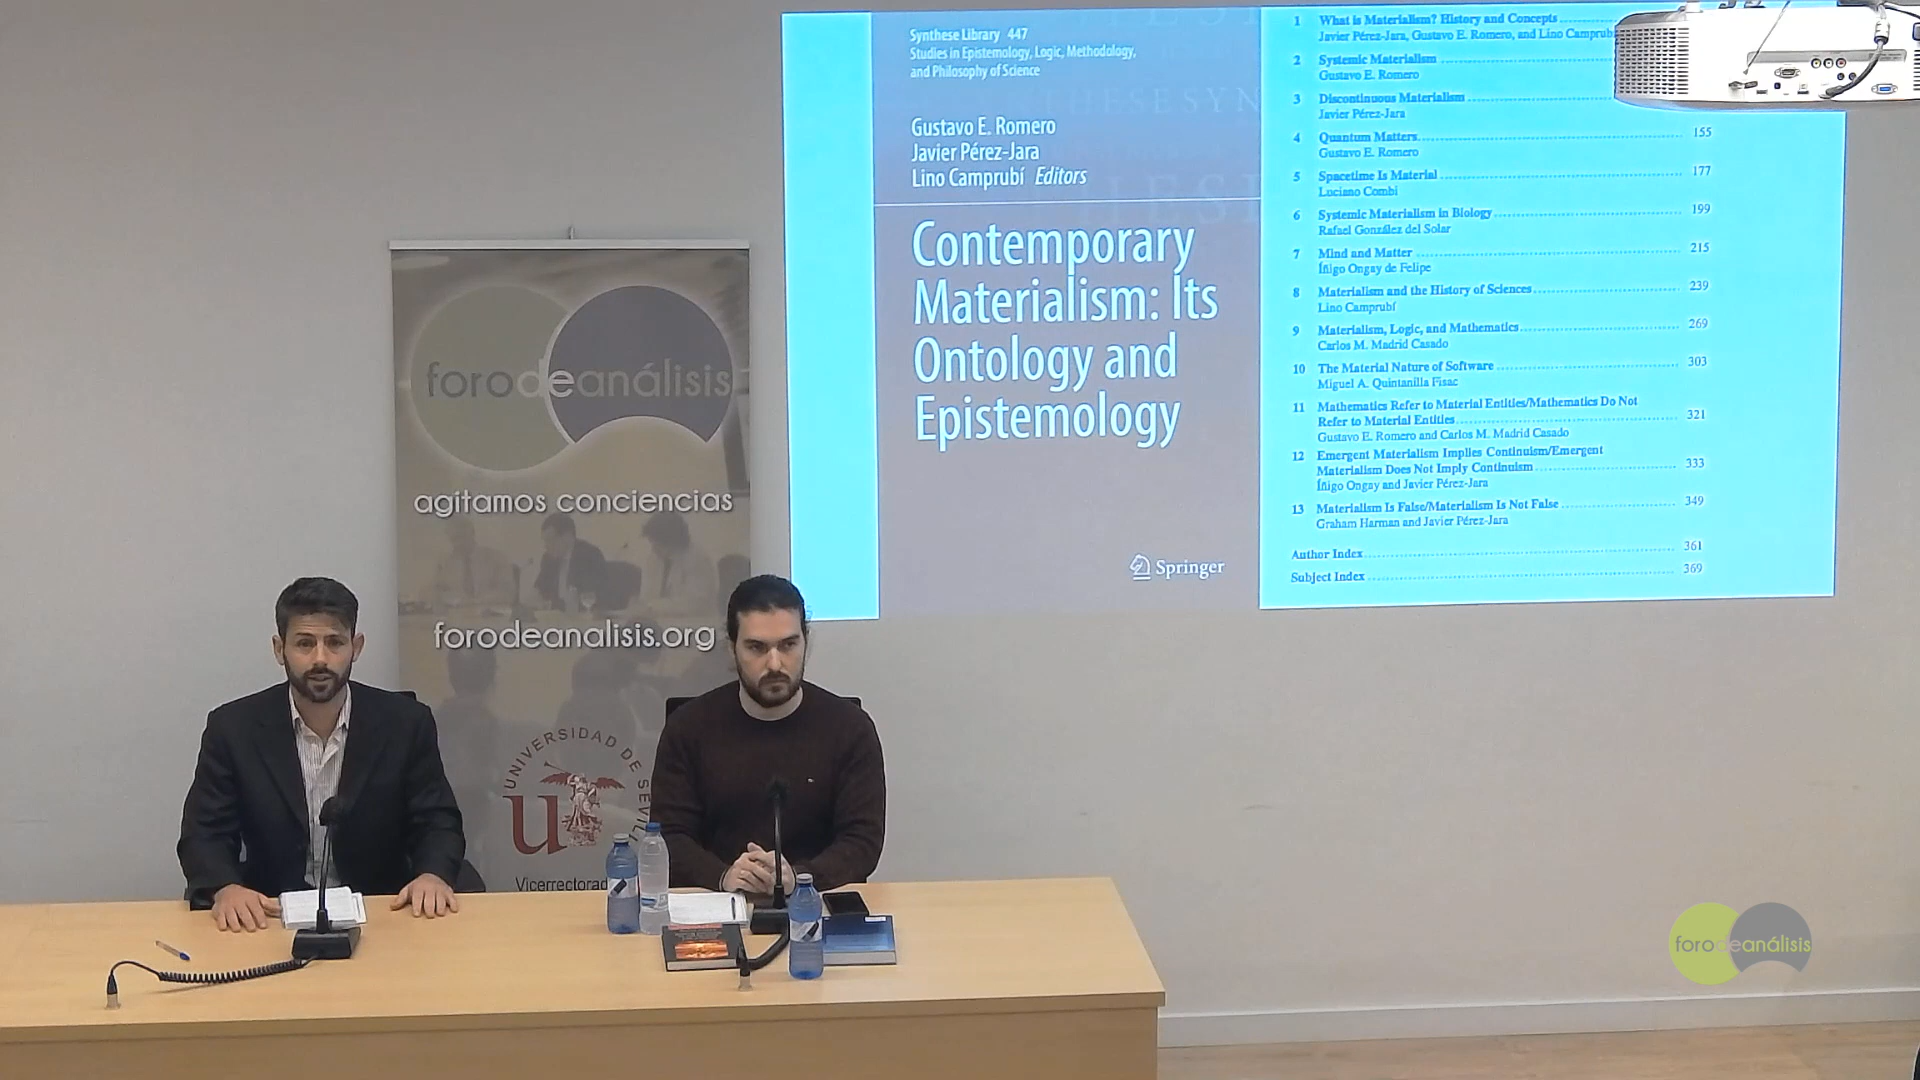 Synthese Library 447
Studies in Epistemology, Logic, Methodology,
and Philosophy of Science
Gustavo E. Romero
Javier Pérez-Jara
Lino Camprubí Editors
Contemporary
Materialism: Its
Ontology and
Epistemology
Springer
1 What is Materialism? History and Concepts
Javier Pérez-Jara, Gustavo E. Romero, and Lino Camprub
2 Systemic Materialism
Gustavo E. Romero
3 Discontinuous Materialism
Javier Pérez-Jara
4 Quantum Matters 155
Gustavo E. Romero
5 Spacetime Is Material 177
Luciano Combi
6 Systemic Materialism in Biology 199
Rafael González del Solar
7 Mind and Matter 215
Íñigo Ongay de Felipe
8 Materialism and the History of Sciences 239
Lino Camprubí
9 Materialism, Logic, and Mathematics 269
Carlos M. Madrid Casado
10 The Material Nature of Software 303
Miguel A. Quintanilla Fisac
11 Mathematics Refer to Material Entities/Mathematics Do Not
Refer to Material Entities 321
Gustavo E. Romero and Carlos M. Madrid Casado
12 Emergent Materialism Implies Continuism/Emergent
Materialism Does Not Imply Continuism 333
Íñigo Ongay and Javier Pérez-Jara
13 Materialism Is False/Materialism Is Not False 349
Graham Harman and Javier Pérez-Jara
Author Index 361
Subject Index 369
forodeanálisis
agitamos conciencias
forodeanalisis.org
UNIVERSIDAD DE SEVILL
Vicerrectorad
forodeanálisis